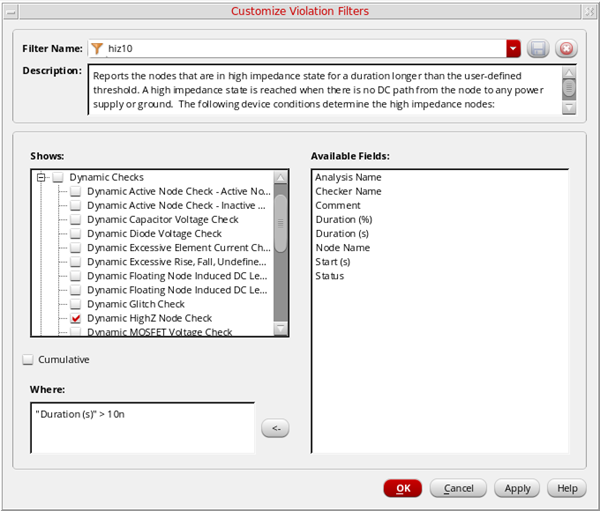 Customize Violation Filters
Filter Name: hiz10
Description: Reports the nodes that are in high impedance state for a duration longer than the user-defined
threshold. A high impedance state is reached when there is no DC path from the node to any power
supply or ground. The following device conditions determine the high impedance nodes:
Shows:
Dynamic Checks
Dynamic Active Node Check - Active No...
Dynamic Active Node Check - Inactive ...
Dynamic Capacitor Voltage Check
Dynamic Diode Voltage Check
Dynamic Excessive Element Current Ch...
Dynamic Excessive Rise, Fall, Undefine...
Dynamic Floating Node Induced DC Le...
Dynamic Floating Node Induced DC Le...
Dynamic Glitch Check
Dynamic HighZ Node Check
Dynamic MOSFET Voltage Check
Cumulative
Where:
"Duration (s)" > 10n
<-
Available Fields:
Analysis Name
Checker Name
Comment
Duration (%)
Duration (s)
Node Name
Start (s)
Status
OK Cancel Apply Help